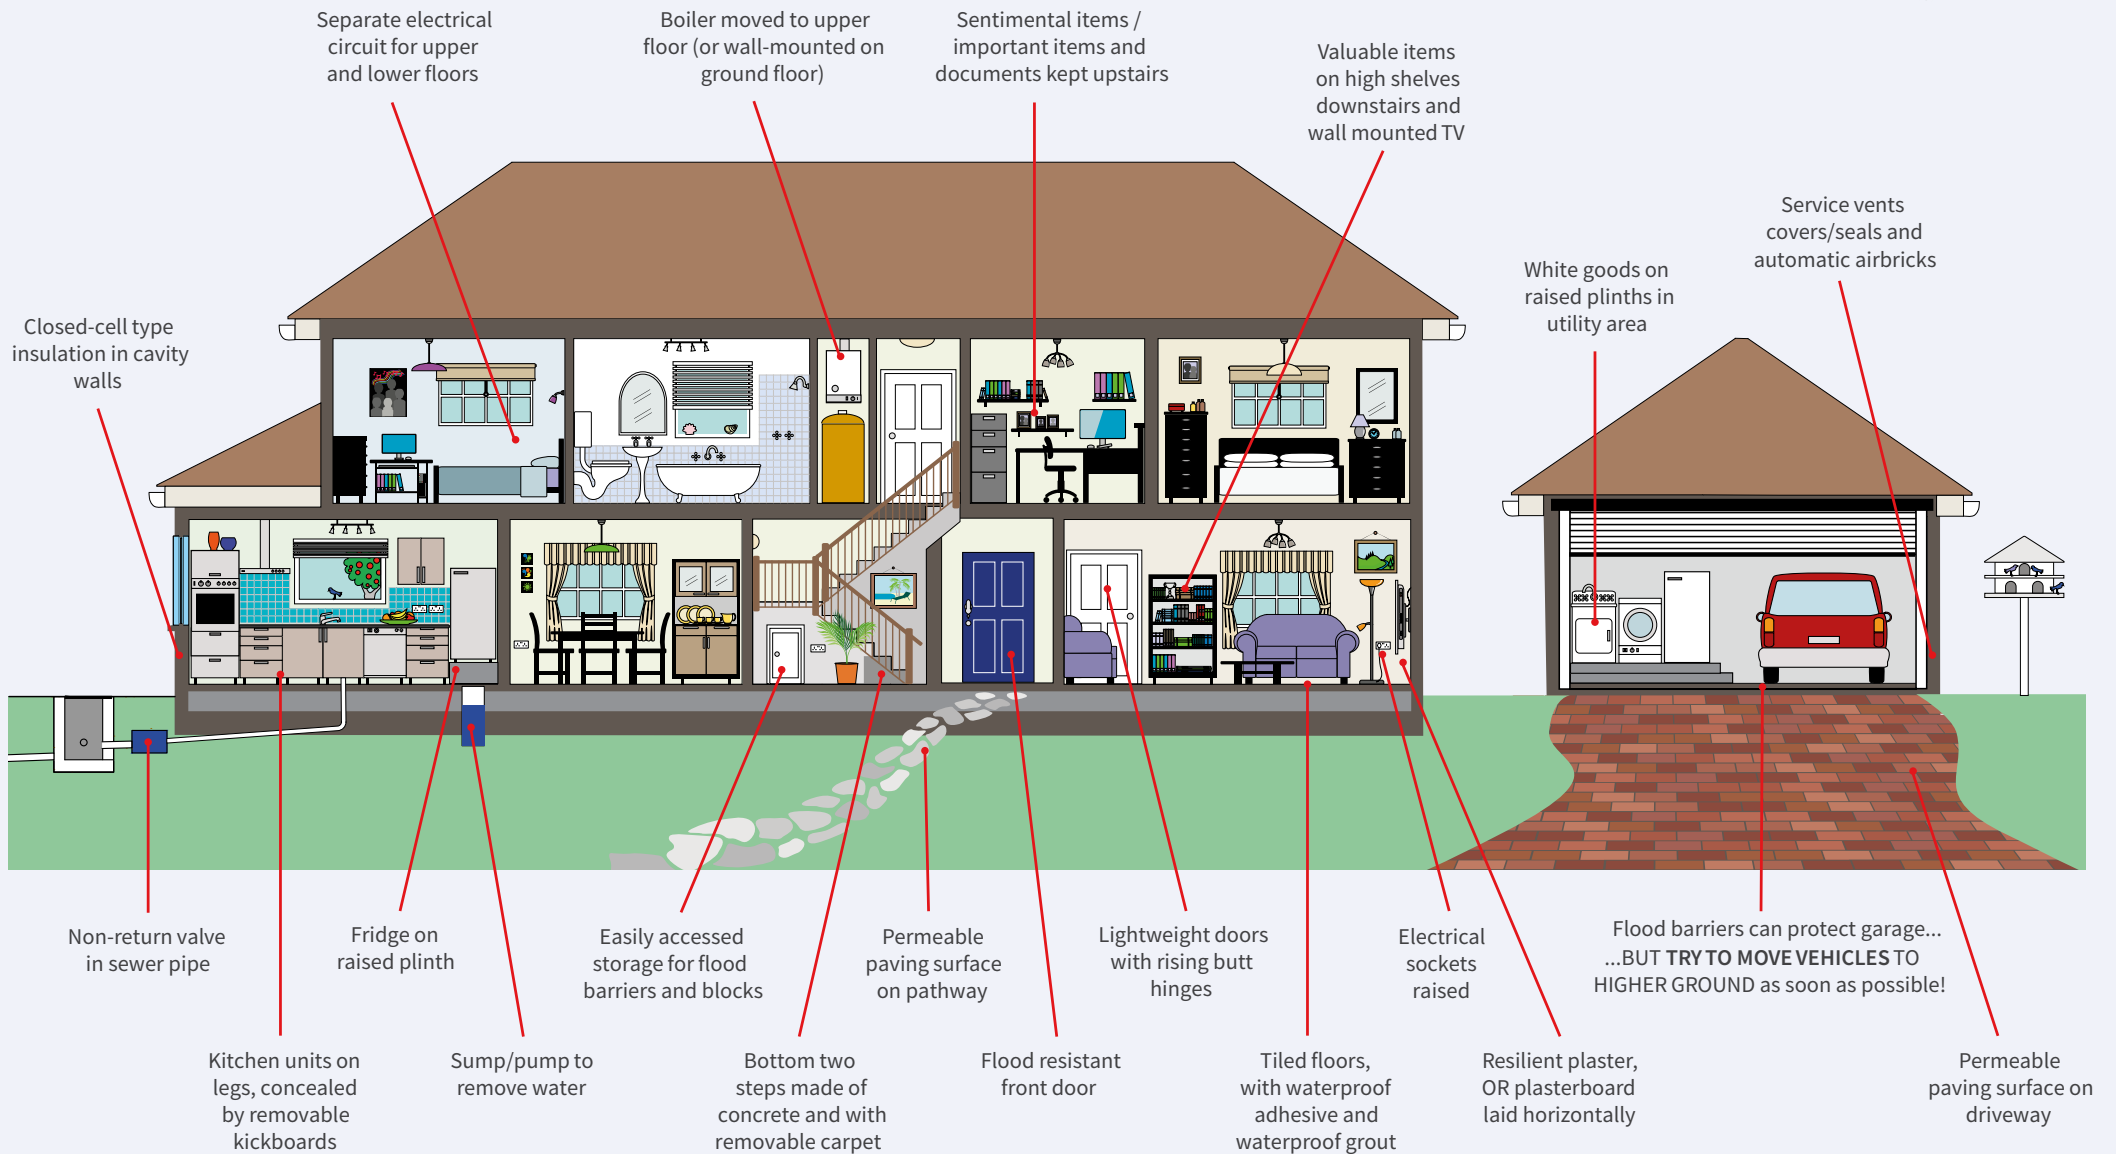 Separate electrical
circuit for upper
and lower floors
Boiler moved to upper
floor (or wall-mounted on
ground floor)
Sentimental items /
important items and
documents kept upstairs
Valuable items
on high shelves
downstairs and
wall mounted TV
Service vents
covers/seals and
automatic airbricks
White goods on
raised plinths in
utility area
Closed-cell type
insulation in cavity
walls
Non-return valve
in sewer pipe
Fridge on
raised plinth
Easily accessed
storage for flood
barriers and blocks
Permeable
paving surface
on pathway
Lightweight doors
with rising butt
hinges
Electrical
sockets
raised
Flood barriers can protect garage...
...BUT TRY TO MOVE VEHICLES TO
HIGHER GROUND as soon as possible!
Kitchen units on
legs, concealed
by removable
kickboards
Sump/pump to
remove water
Bottom two
steps made of
concrete and with
removable carpet
Flood resistant
front door
Tiled floors,
with waterproof
adhesive and
waterproof grout
Resilient plaster,
OR plasterboard
laid horizontally
Permeable
paving surface on
driveway